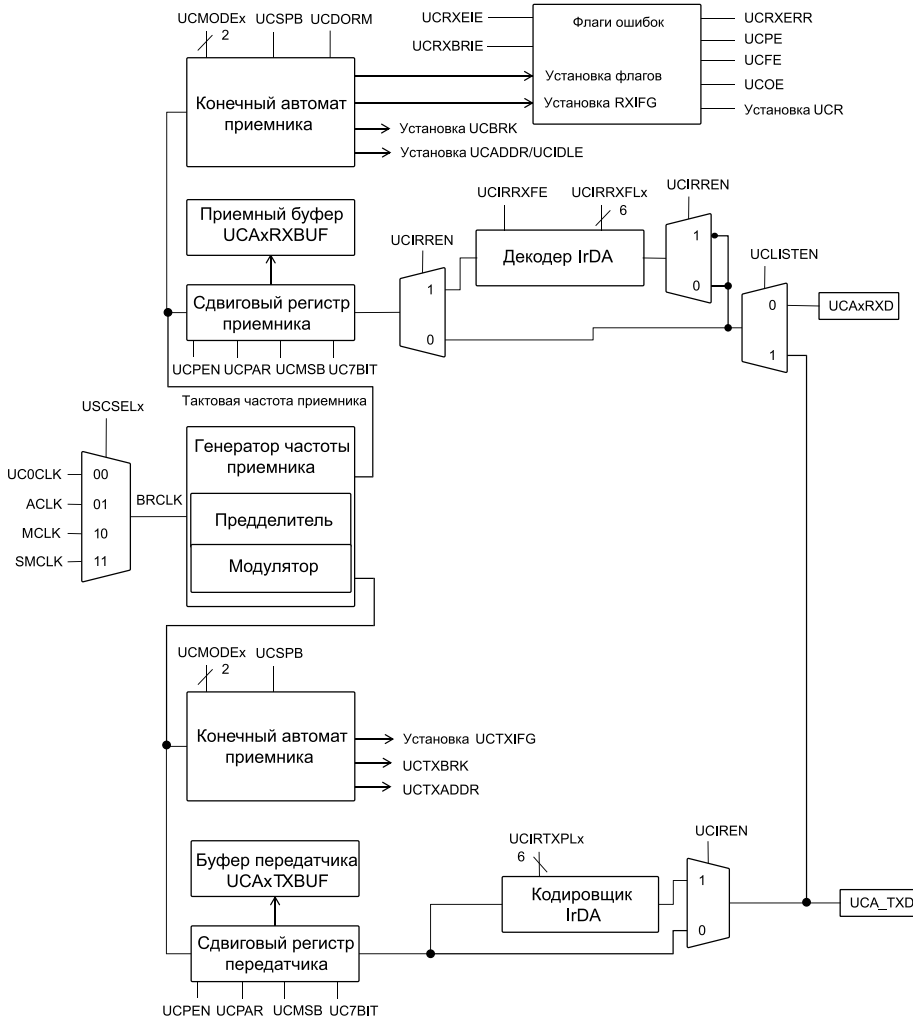 UCMODEx
2
UCSPB
UCDORM
UCRXEIE
UCRXBRIE
Флаги ошибок
UCRXERR
UCPE
UCFE
UCOE
Установка UCR
Конечный автомат
приемника
Установка флагов
Установка RXIFG
Установка UCBRK
Установка UCADDR/UCIDLE
Приемный буфер
UCAxRXBUF
UCIRREN
UCIRRXFE
UCIRRXFLx
6
UCIRREN
Декодер IrDA
1
0
UCLISTEN
0
1
UCAxRXD
Сдвиговый регистр
приемника
1
0
UCPEN
UCPAR
UCMSB
UC7BIT
Тактовая частота приемника
USCSELx
UC0CLK
00
ACLK
01
MCLK
10
SMCLK
11
BRCLK
Генератор частоты
приемника
Предделитель
Модулятор
UCMODEx
2
UCSPB
Конечный автомат
приемника
Установка UCTXIFG
UCTXBRK
UCTXADDR
Буфер передатчика
UCAxTXBUF
UCIRTXPLx
6
UCIREN
Кодировщик
IrDA
1
0
UCA_TXD
Сдвиговый регистр
передатчика
UCPEN
UCPAR
UCMSB
UC7BIT